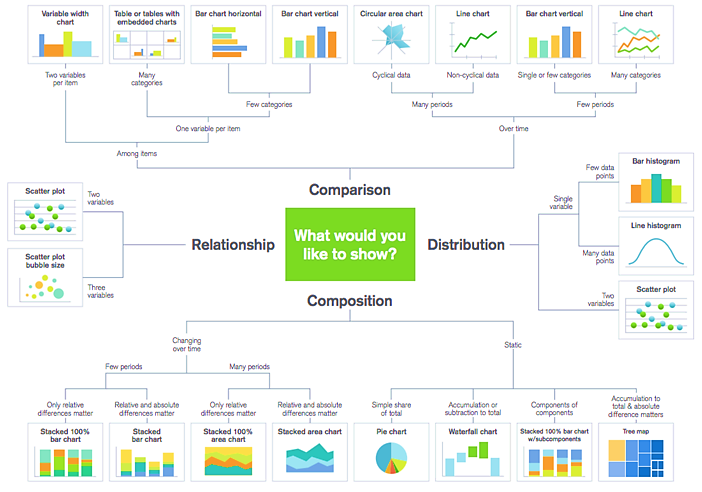 Variable width
chart
Table or tables with
embedded charts
Bar chart horizontal
Bar chart vertical
Circular area chart
Line chart
Bar chart vertical
Line chart
Two variables
per item
Many
categories
Cyclical data
Non-cyclical data
Single or few categories
Many categories
Few categories
Many periods
Few periods
One variable per item
Over time
Among items
Comparison
Scatter plot
Two
variables
Scatter plot
bubble size
Three
variables
Relationship
What would you
like to show?
Distribution
Single
variable
Few data
points
Bar histogram
Many data
points
Line histogram
Two
variables
Scatter plot
Composition
Changing
over time
Static
Few periods
Many periods
Only relative
differences matter
Relative and absolute
differences matter
Only relative
differences matter
Relative and absolute
differences matter
Simple share
of total
Accumulation or
subtraction to total
Components of
components
Accumulation to
total & absolute
difference matters
Stacked 100%
bar chart
Stacked
bar chart
Stacked 100%
area chart
Stacked area chart
Pie chart
Waterfall chart
Stacked 100% bar chart
w/subcomponents
Tree map